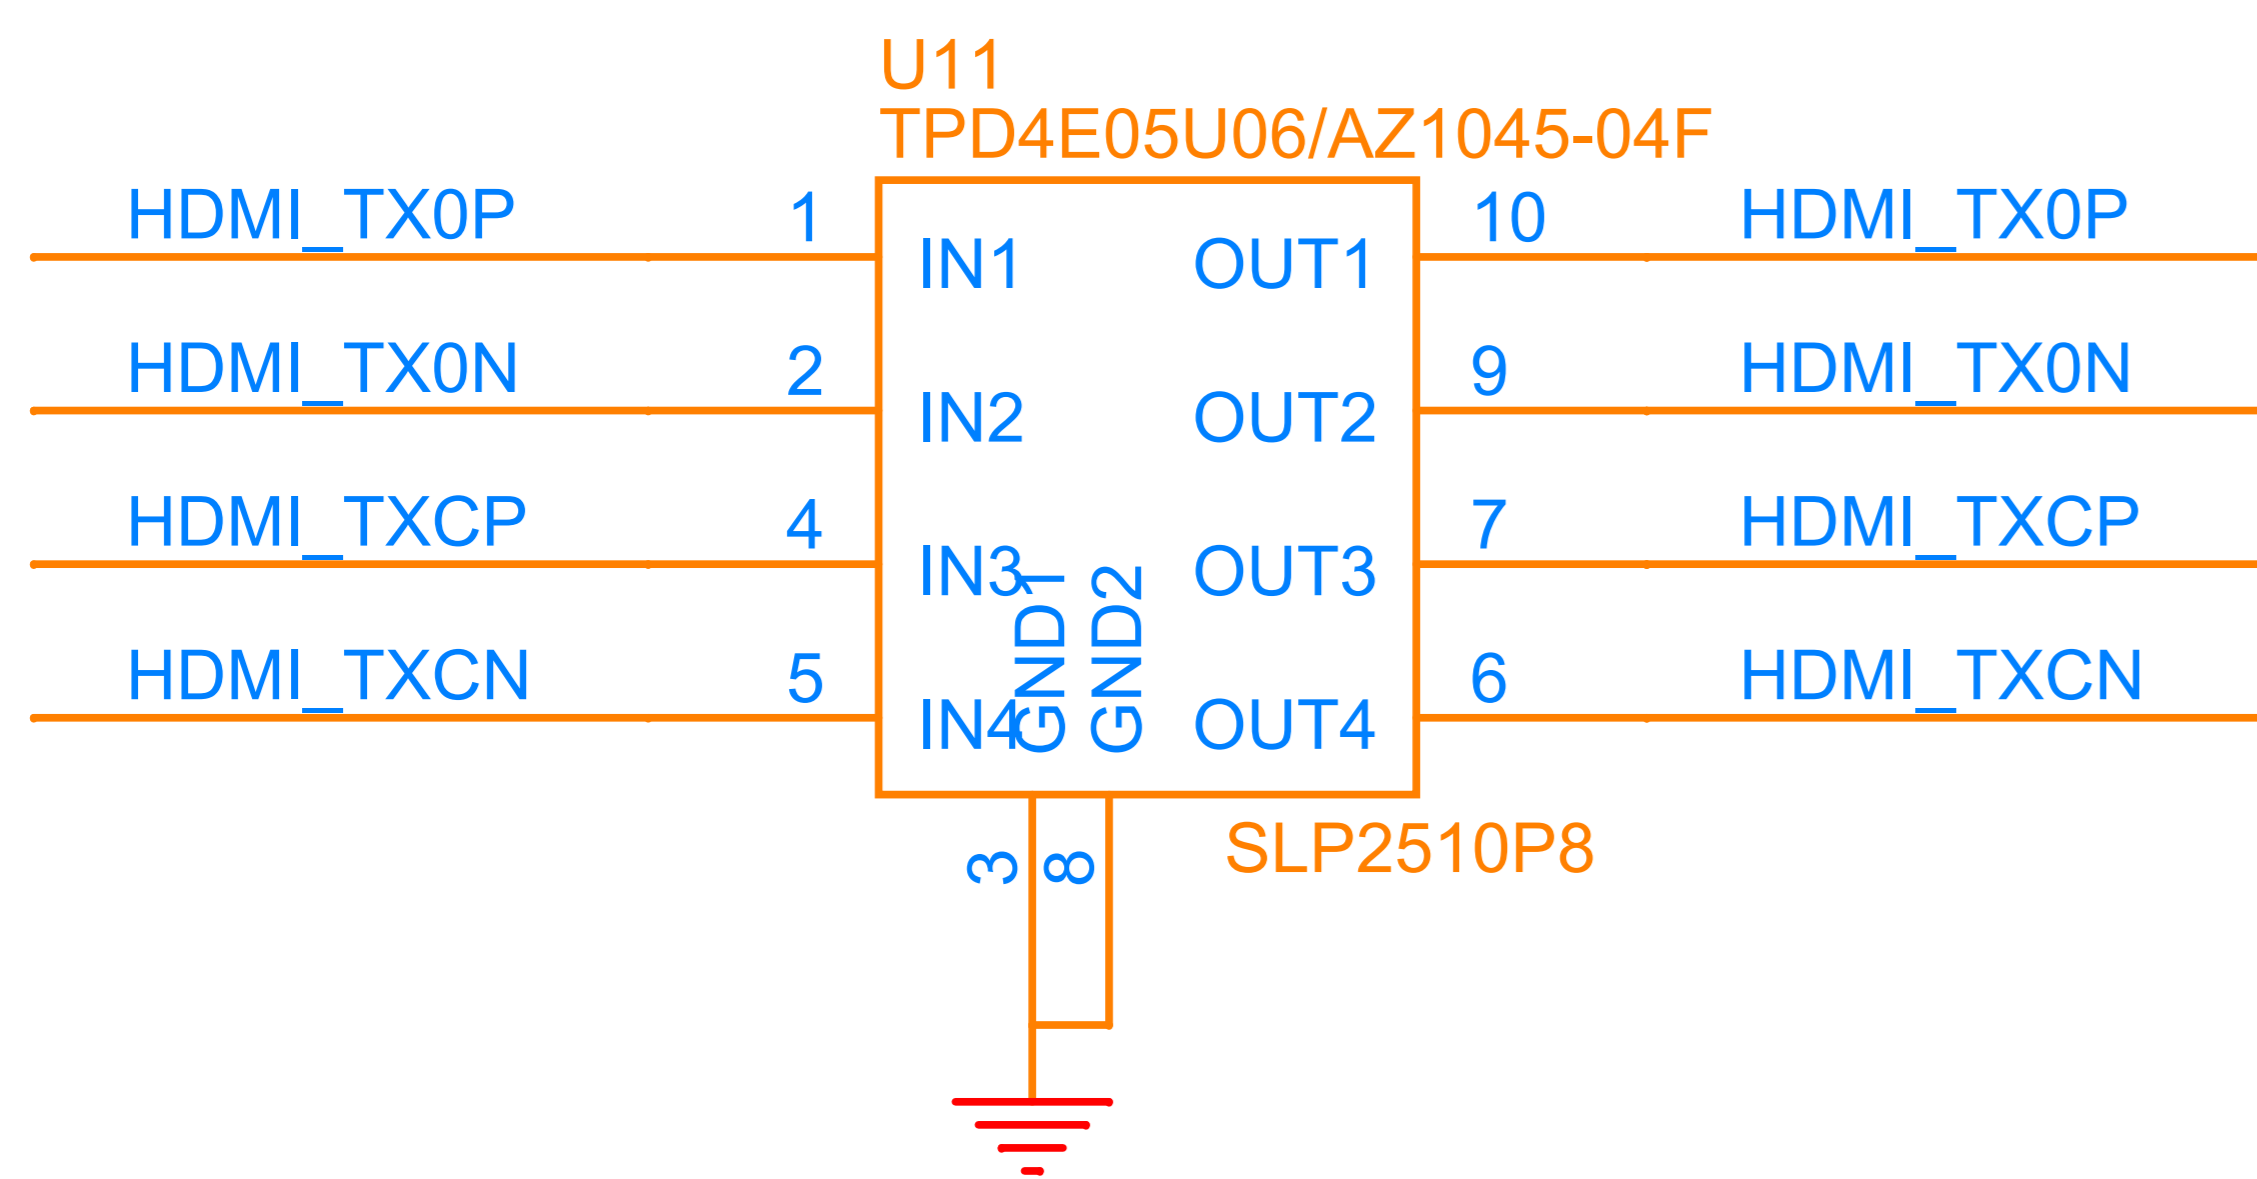 U11
TPD4E05U06/AZ1045-04F
HDMI_TX0P 1 IN1 OUT1 10 HDMI_TX0P
HDMI_TX0N 2 IN2 OUT2 9 HDMI_TX0N
HDMI_TXCP 4 IN3 OUT3 7 HDMI_TXCP
HDMI_TXCN 5 IN4 OUT4 6 HDMI_TXCN
GND1
GND2
3
8
SLP2510P8